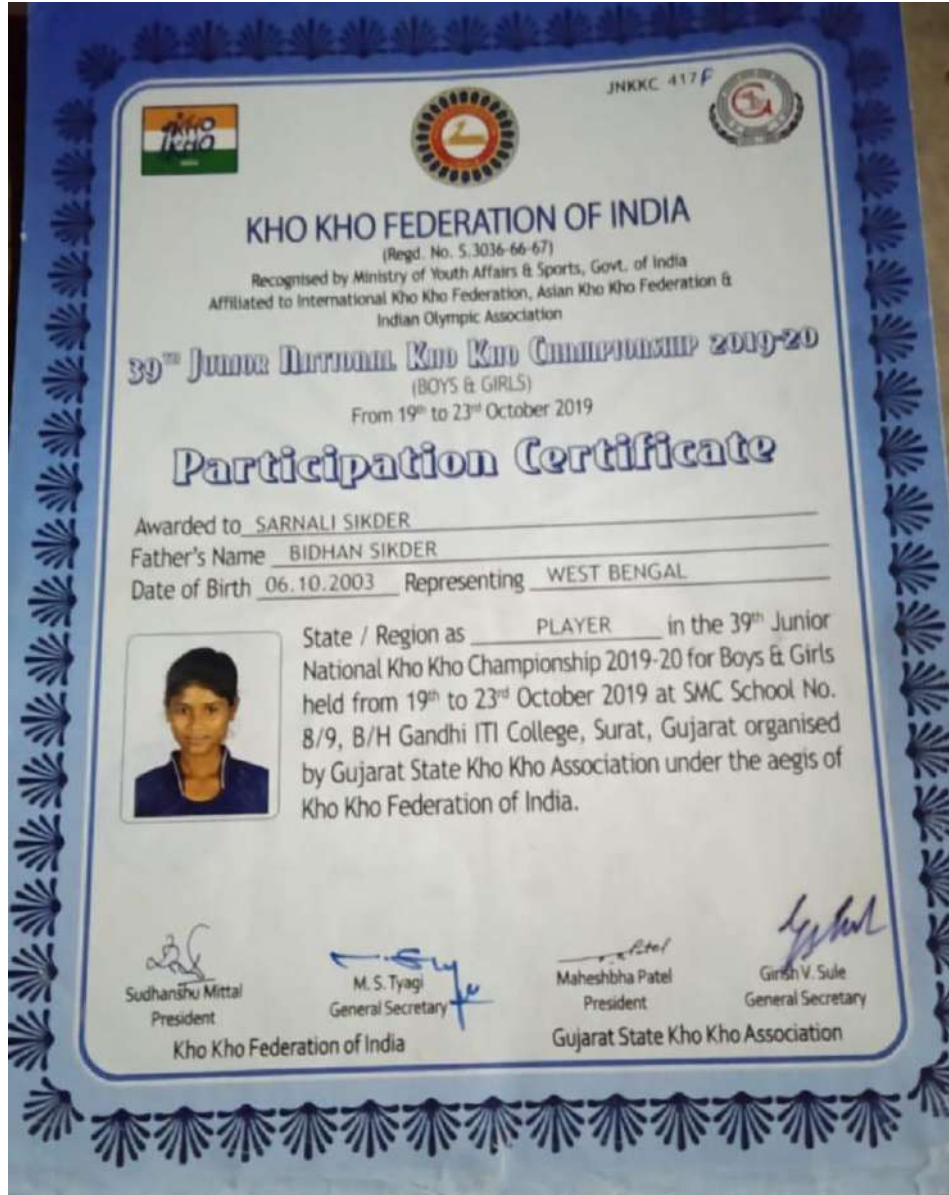 JNKKC 417F
KHO
KHO
KHO KHO FEDERATION OF INDIA
(Regd. No. S.3036-66-67)
Recognised by Ministry of Youth Affairs & Sports, Govt. of India
Affiliated to International Kho Kho Federation, Asian Kho Kho Federation &
Indian Olympic Association
39TH JUNIOR NATIONAL KHO KHO CHAMPIONSHIP 2019-20
(BOYS & GIRLS)
From 19th to 23rd October 2019
Participation Certificate
Awarded to SARNALI SIKDER
Father's Name BIDHAN SIKDER
Date of Birth 06.10.2003 Representing WEST BENGAL
State / Region as PLAYER in the 39th Junior
National Kho Kho Championship 2019-20 for Boys & Girls
held from 19th to 23rd October 2019 at SMC School No.
8/9, B/H Gandhi ITI College, Surat, Gujarat organised
by Gujarat State Kho Kho Association under the aegis of
Kho Kho Federation of India.
Patel
Sudhanshu Mittal M. S. Tyagi Maheshbha Patel Girish V. Sule
President General Secretary President General Secretary
Kho Kho Federation of India Gujarat State Kho Kho Association